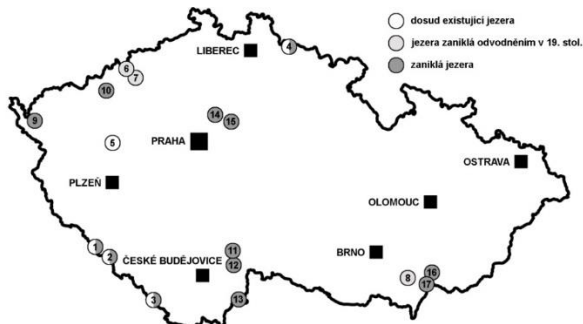 dosud existující jezera
jezera zaniklá odvodněním v 19. stol.
zaniklá jezera
LIBEREC
4
6
7
10
9
14
15
5
PRAHA
OSTRAVA
PLZEŇ
OLOMOUC
1
2
ČESKÉ BUDĚJOVICE
11
12
BRNO
8
16
17
3
13